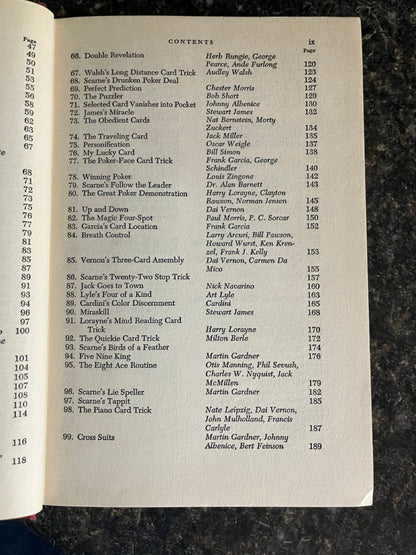 Page
47
49
50
51
53
55
56
58
59
62
63
65
67
74
77
78
79
81
83
85
88
89
89
91
94
97
100
101
104
105
107
108
110
116
118
CONTENTS ix
Page
66. Double Revelation Herb Rungie, George
Pearce, Ande Furlong 120
67. Walsh's Long Distance Card Trick Audley Walsh 123
68. Scarne's Drunken Poker Deal 124
69. Perfect Prediction Chester Morris 127
70. The Puzzler Bob Short 129
71. Selected Card Vanishes into Pocket Johnny Albenice 130
72. James's Miracle Stewart James 132
73. The Obedient Cards Nat Bernstein, Morty
Zuckert 134
74. The Traveling Card Jack Miller 135
75. Personification Oscar Weigle 137
76. My Lucky Card Bill Simon 138
77. The Poker-Face Card Trick Frank Garcia, George
Schindler 140
78. Winning Poker Louis Zingone 142
79. Scarne's Follow the Leader Dr. Alan Barnett 143
80. The Great Poker Demonstration Harry Lorayne, Clayton
Rawson, Norman Jensen 145
81. Up and Down Dai Vernon 148
82. The Magic Four-Spot Paul Morris, P. C. Sorcar 150
83. Garcia's Card Location Frank Garcia 152
84. Breath Control Larry Arcuri, Bill Pawson,
Howard Wurst, Ken Kren-
zel, Frank J. Kelly 153
85. Vernon's Three-Card Assembly Dai Vernon, Carmen Da
Mico 155
86. Scarne's Twenty-Two Stop Trick 157
87. Jack Goes to Town Nick Navarino 160
88. Lyle's Four of a Kind Art Lyle 163
89. Cardini's Color Discernment Cardini 165
90. Miraskill Stewart James 168
91. Lorayne's Mind Reading Card
Trick Harry Lorayne 170
92. The Quickie Card Trick Milton Berle 172
93. Scarne's Birds of a Feather 174
94. Five Nine King Martin Gardner 176
95. The Eight Ace Routine Otis Manning, Phil Sevush,
Charles W. Nyquist, Jack
McMillen 179
96. Scarne's Lie Speller Martin Gardner 182
97. Scarne's Tappit 185
98. The Piano Card Trick Nate Leipzig, Dai Vernon,
John Mulholland, Francis
Carlyle 187
99. Cross Suits Martin Gardner, Johnny
Albenice, Bert Feinson 189